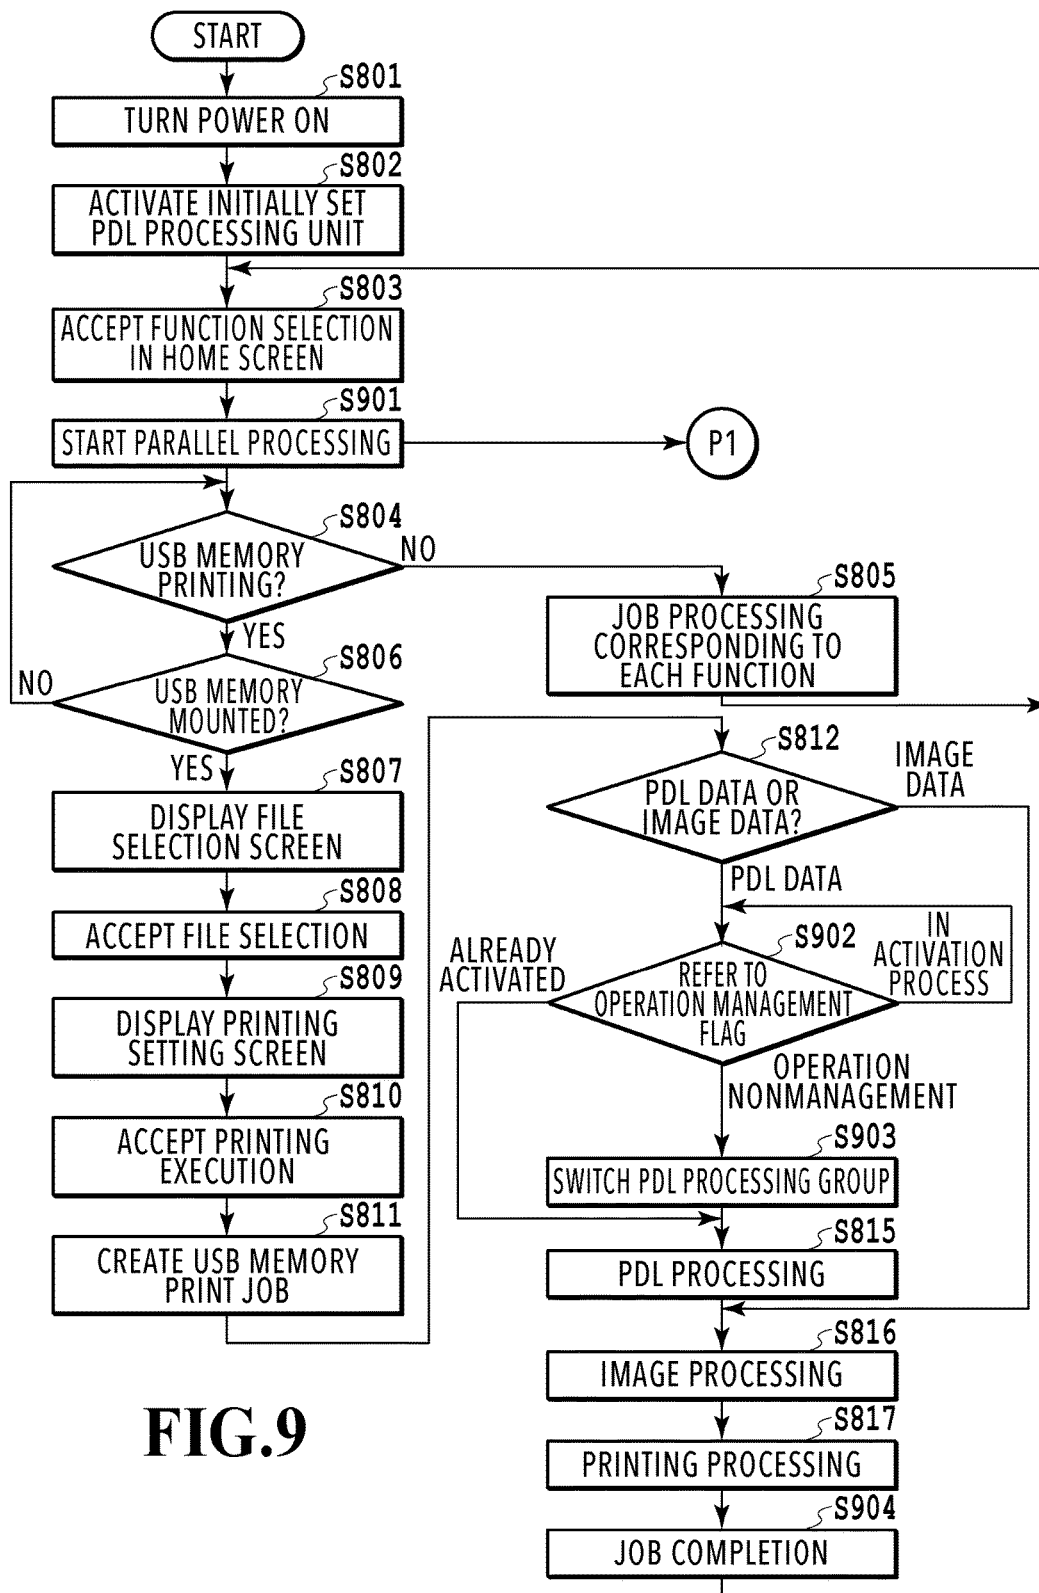 START
S801
TURN POWER ON
S802
ACTIVATE INITIALLY SET
PDL PROCESSING UNIT
S803
ACCEPT FUNCTION SELECTION
IN HOME SCREEN
S901
START PARALLEL PROCESSING
P1
S804
USB MEMORY
PRINTING?
NO
YES
S805
JOB PROCESSING
CORRESPONDING TO
EACH FUNCTION
S806
USB MEMORY
MOUNTED?
NO
YES
S807
DISPLAY FILE
SELECTION SCREEN
S808
ACCEPT FILE SELECTION
S809
DISPLAY PRINTING
SETTING SCREEN
S810
ACCEPT PRINTING
EXECUTION
S811
CREATE USB MEMORY
PRINT JOB
S812
PDL DATA OR
IMAGE DATA?
IMAGE
DATA
PDL DATA
S902
REFER TO
OPERATION MANAGEMENT
FLAG
ALREADY
ACTIVATED
IN
ACTIVATION
PROCESS
OPERATION
NONMANAGEMENT
S903
SWITCH PDL PROCESSING GROUP
S815
PDL PROCESSING
S816
IMAGE PROCESSING
S817
PRINTING PROCESSING
S904
JOB COMPLETION
FIG.9